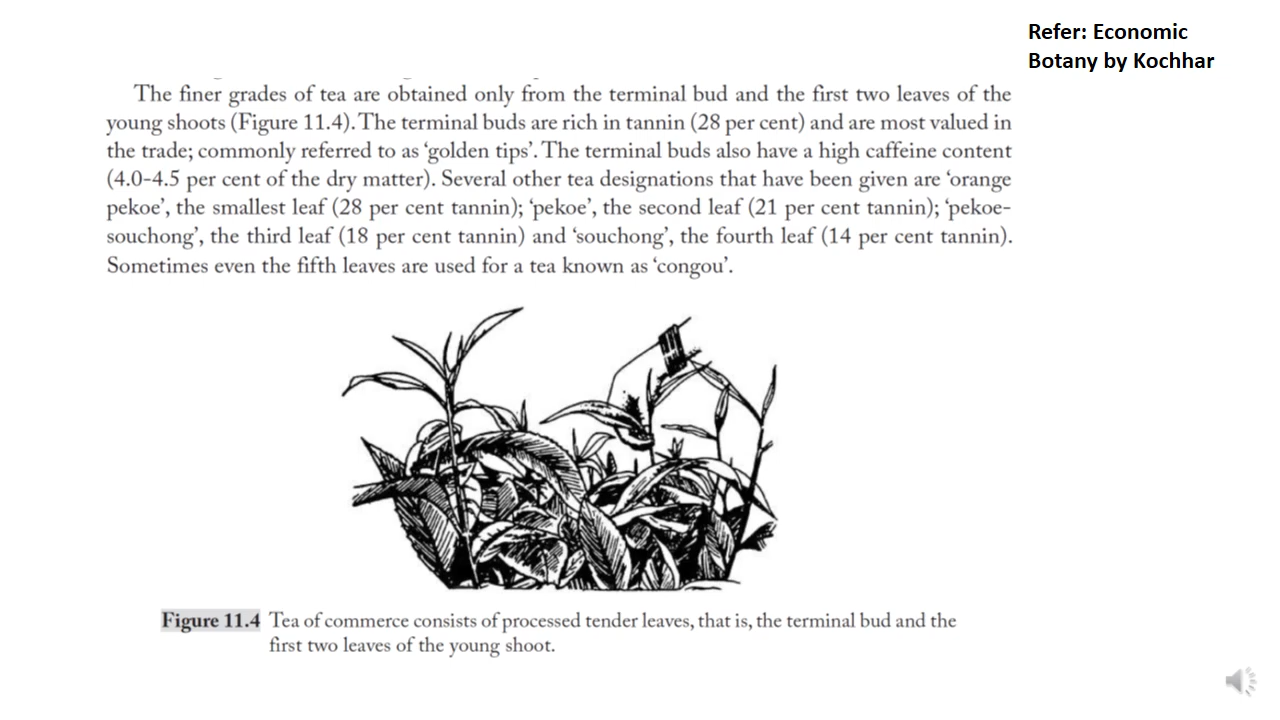 Refer: Economic
Botany by Kochhar
The finer grades of tea are obtained only from the terminal bud and the first two leaves of the
young shoots (Figure 11.4). The terminal buds are rich in tannin (28 per cent) and are most valued in
the trade; commonly referred to as ‘golden tips’. The terminal buds also have a high caffeine content
(4.0-4.5 per cent of the dry matter). Several other tea designations that have been given are ‘orange
pekoe’, the smallest leaf (28 per cent tannin); ‘pekoe’, the second leaf (21 per cent tannin); ‘pekoe-
souchong’, the third leaf (18 per cent tannin) and ‘souchong’, the fourth leaf (14 per cent tannin).
Sometimes even the fifth leaves are used for a tea known as ‘congou’.
Figure 11.4 Tea of commerce consists of processed tender leaves, that is, the terminal bud and the
first two leaves of the young shoot.